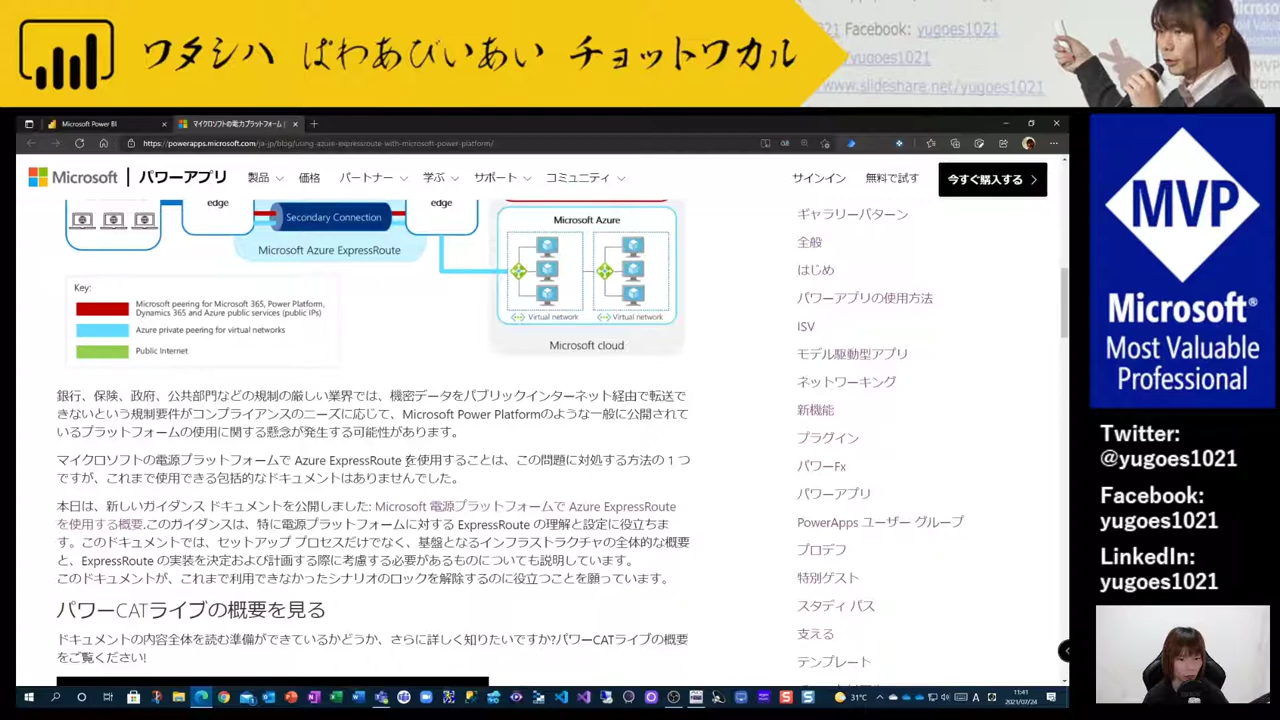 ワタシハ ぱわあびいあい チョットワカル
Facebook: yugoes1021
/yugoes1021
www.slideshare.net/yugoes1021
Microsoft Power BI
マイクロソフトの電力プラットフォーム
https://powerapps.microsoft.com/ja-jp/blog/using-azure-expressroute-with-microsoft-power-platform/
Microsoft
パワーアプリ
製品
価格
パートナー
学ぶ
サポート
コミュニティ
サインイン
無料で試す
今すぐ購入する
edge
Secondary Connection
edge
Microsoft Azure ExpressRoute
Microsoft Azure
Virtual network
Virtual network
Microsoft cloud
Key:
Microsoft peering for Microsoft 365, Power Platform,
Dynamics 365 and Azure public services (public IPs)
Azure private peering for virtual networks
Public Internet
銀行、保険、政府、公共部門などの規制の厳しい業界では、機密データをパブリックインターネット経由で転送で
きないという規制要件がコンプライアンスのニーズに応じて、Microsoft Power Platformのような一般に公開されて
いるプラットフォームの使用に関する懸念が発生する可能性があります。
マイクロソフトの電源プラットフォームで Azure ExpressRoute を使用することは、この問題に対処する方法の 1 つ
ですが、これまで使用できる包括的なドキュメントはありませんでした。
本日は、新しいガイダンス ドキュメントを公開しました: Microsoft 電源プラットフォームで Azure ExpressRoute
を使用する概要.このガイダンスは、特に電源プラットフォームに対する ExpressRoute の理解と設定に役立ちま
す。このドキュメントでは、セットアップ プロセスだけでなく、基盤となるインフラストラクチャの全体的な概要
と、ExpressRoute の実装を決定および計画する際に考慮する必要があるものについても説明しています。
このドキュメントが、これまで利用できなかったシナリオのロックを解除するのに役立つことを願っています。
パワーCATライブの概要を見る
ドキュメントの内容全体を読む準備ができているかどうか、さらに詳しく知りたいですか?パワーCATライブの概要
をご覧ください!
ギャラリーパターン
全般
はじめ
パワーアプリの使用方法
ISV
モデル駆動型アプリ
ネットワーキング
新機能
プラグイン
パワーFx
パワーアプリ
PowerApps ユーザー グループ
プロデフ
特別ゲスト
スタディ パス
支える
テンプレート
31℃
11:41
2021/07/24
MVP
Microsoft®
Most Valuable
Professional
Twitter:
@yugoes1021
Facebook:
yugoes1021
LinkedIn:
yugoes1021